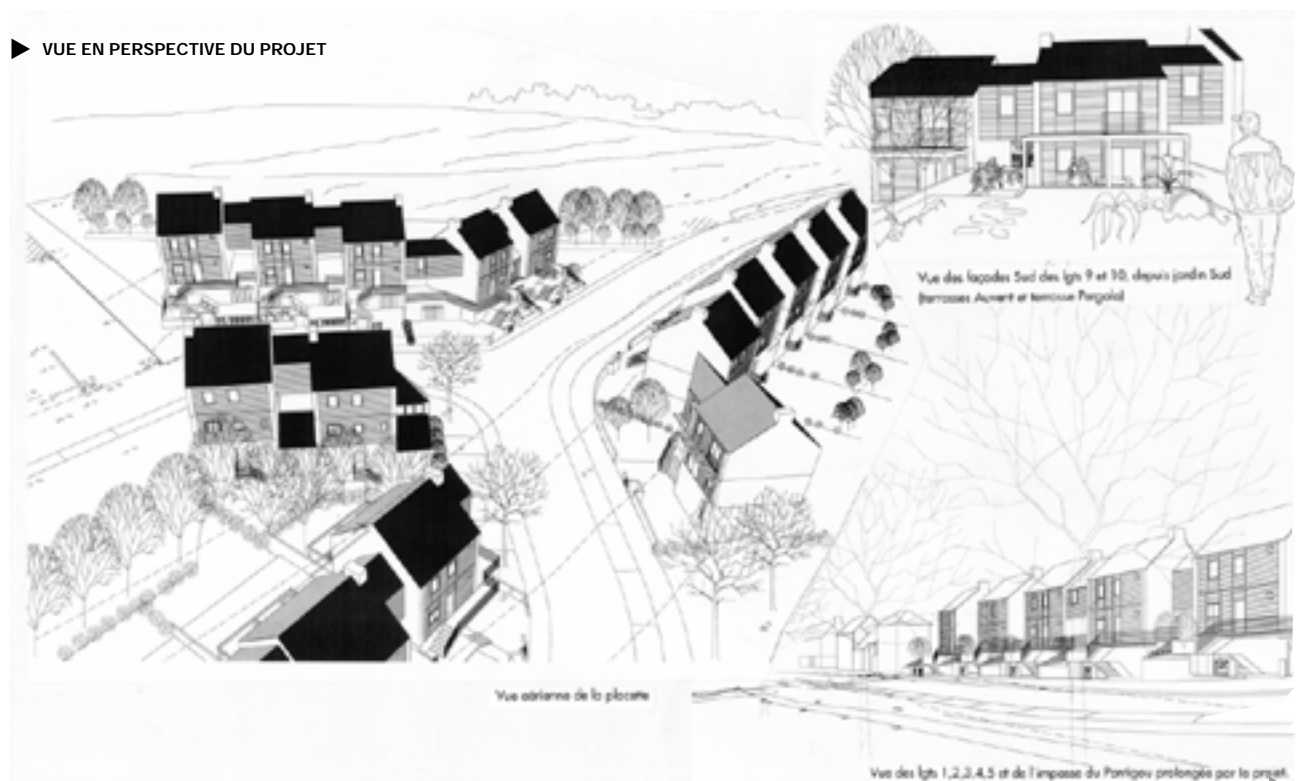 VUE EN PERSPECTIVE DU PROJET
Vue des façades Sud des lgts 9 et 10, depuis jardin Sud
(terrasses Auvent et terrasse Pergola)
Vue aérienne de la placette
Vue des lgts 1,2,3,4,5 et de l'impasse du Pontigou prolongée par le projet.